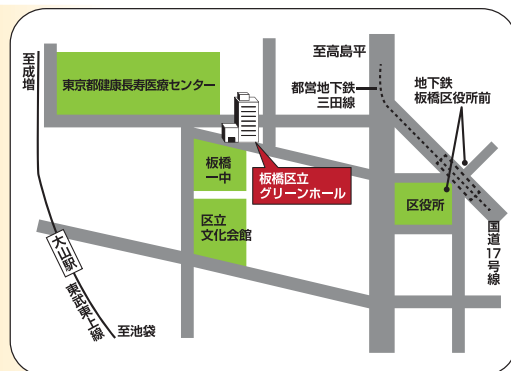 至成増
東京都健康長寿医療センター
至高島平
都営地下鉄
三田線
地下鉄
板橋区役所前
板橋
一中
板橋区立
グリーンホール
区役所
区立
文化会館
国道17号線
大山駅
東武東上線
至池袋